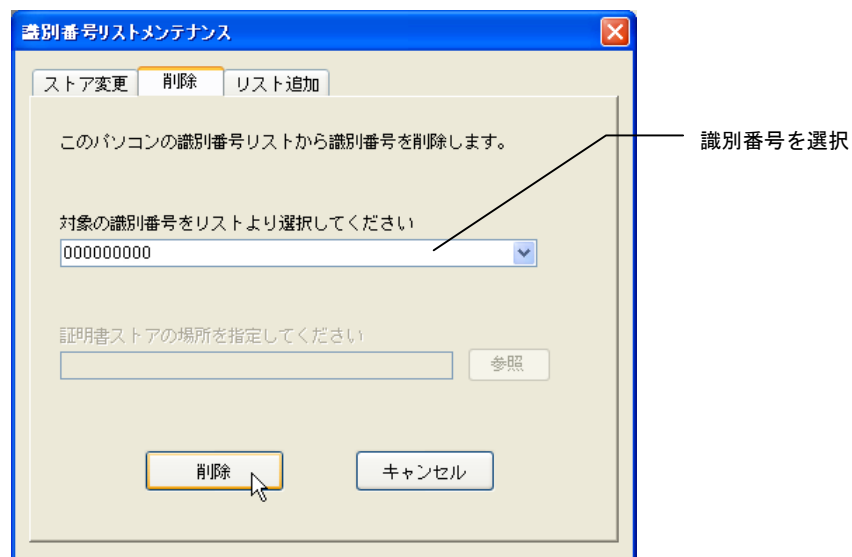 識別番号リストメンテナンス
ストア変更 削除 リスト追加
このパソコンの識別番号リストから識別番号を削除します。
識別番号を選択
対象の識別番号をリストより選択してください
000000000
証明書ストアの場所を指定してください
参照
削除 キャンセル